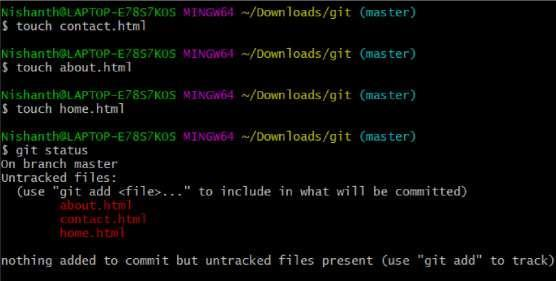 Nishanth@LAPTOP-E78S7KOS MINGW64 ~/Downloads/git (master)
$ touch contact.html
Nishanth@LAPTOP-E78S7KOS MINGW64 ~/Downloads/git (master)
$ touch about.html
Nishanth@LAPTOP-E78S7KOS MINGW64 ~/Downloads/git (master)
$ touch home.html
Nishanth@LAPTOP-E78S7KOS MINGW64 ~/Downloads/git (master)
$ git status
On branch master
Untracked files:
  (use "git add <file>..." to include in what will be committed)
        about.html
        contact.html
        home.html
nothing added to commit but untracked files present (use "git add" to track)